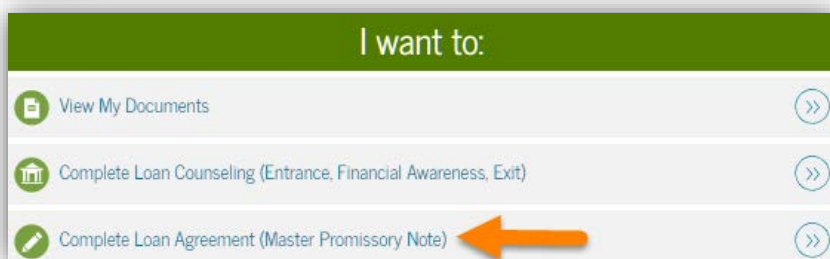 I want to:
View My Documents
Complete Loan Counseling (Entrance, Financial Awareness, Exit)
Complete Loan Agreement (Master Promissory Note)